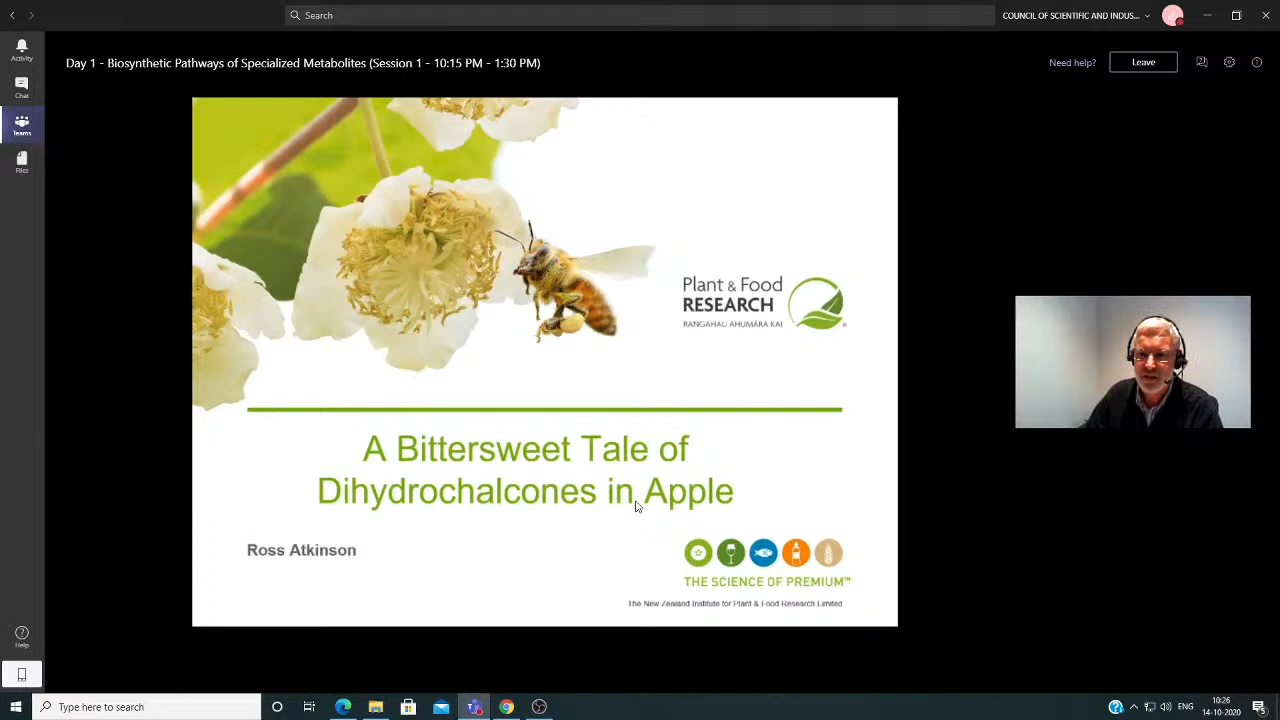 Search
COUNCIL OF SCIENTIFIC AND INDUS...
Activity
Day 1 - Biosynthetic Pathways of Specialized Metabolites (Session 1 - 10:15 PM - 1:30 PM)
Need help?
Leave
Chat
Teams
Files
Plant & Food
RESEARCH
RANGAHAU AHUMĀRA KAI
A Bittersweet Tale of
Dihydrochalcones in Apple
Ross Atkinson
THE SCIENCE OF PREMIUM™
The New Zealand Institute for Plant & Food Research Limited
Help
Type here to search
10:26
14-10-2020